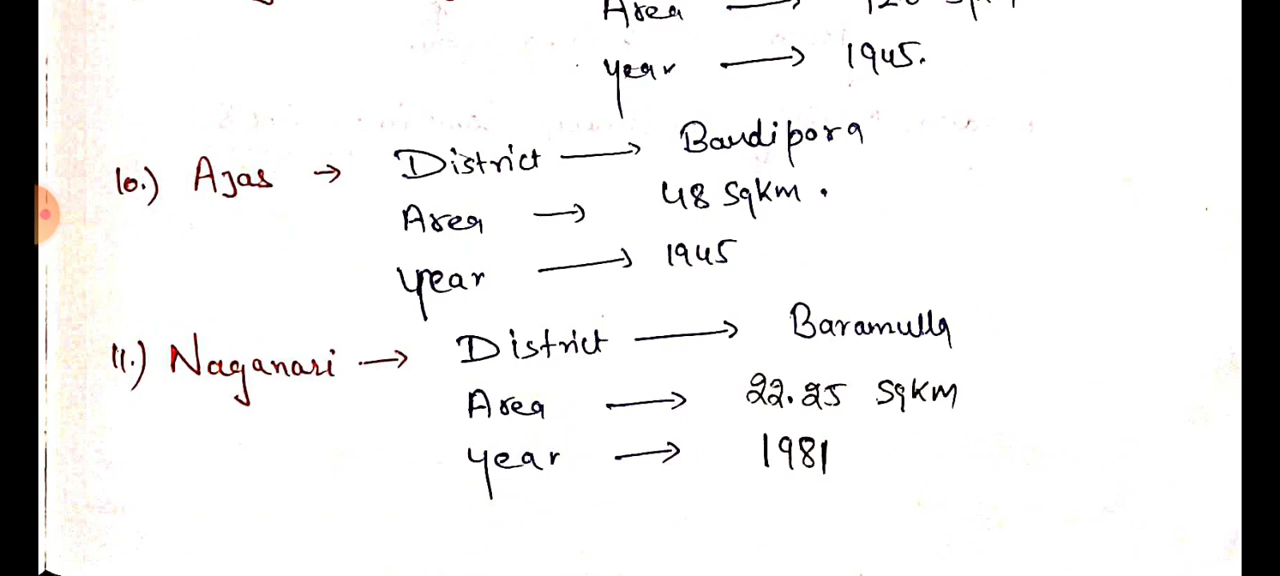 Area →
year → 1945.
10.) Ajas → District → Bandipora
Area → 48 SqKm.
year → 1945
11.) Naganari → District → Baramulla
Area → 22.25 SqKm
year → 1981